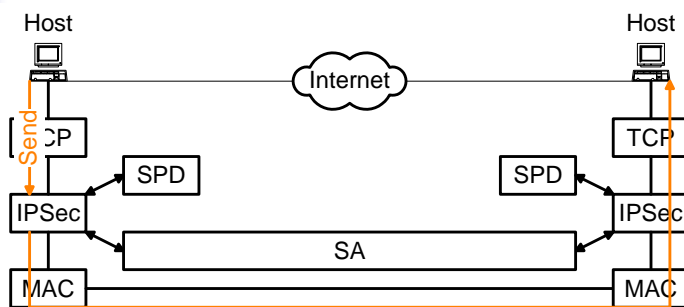 Host
Host
Internet
Send
TCP
TCP
SPD
SPD
IPSec
IPSec
SA
MAC
MAC